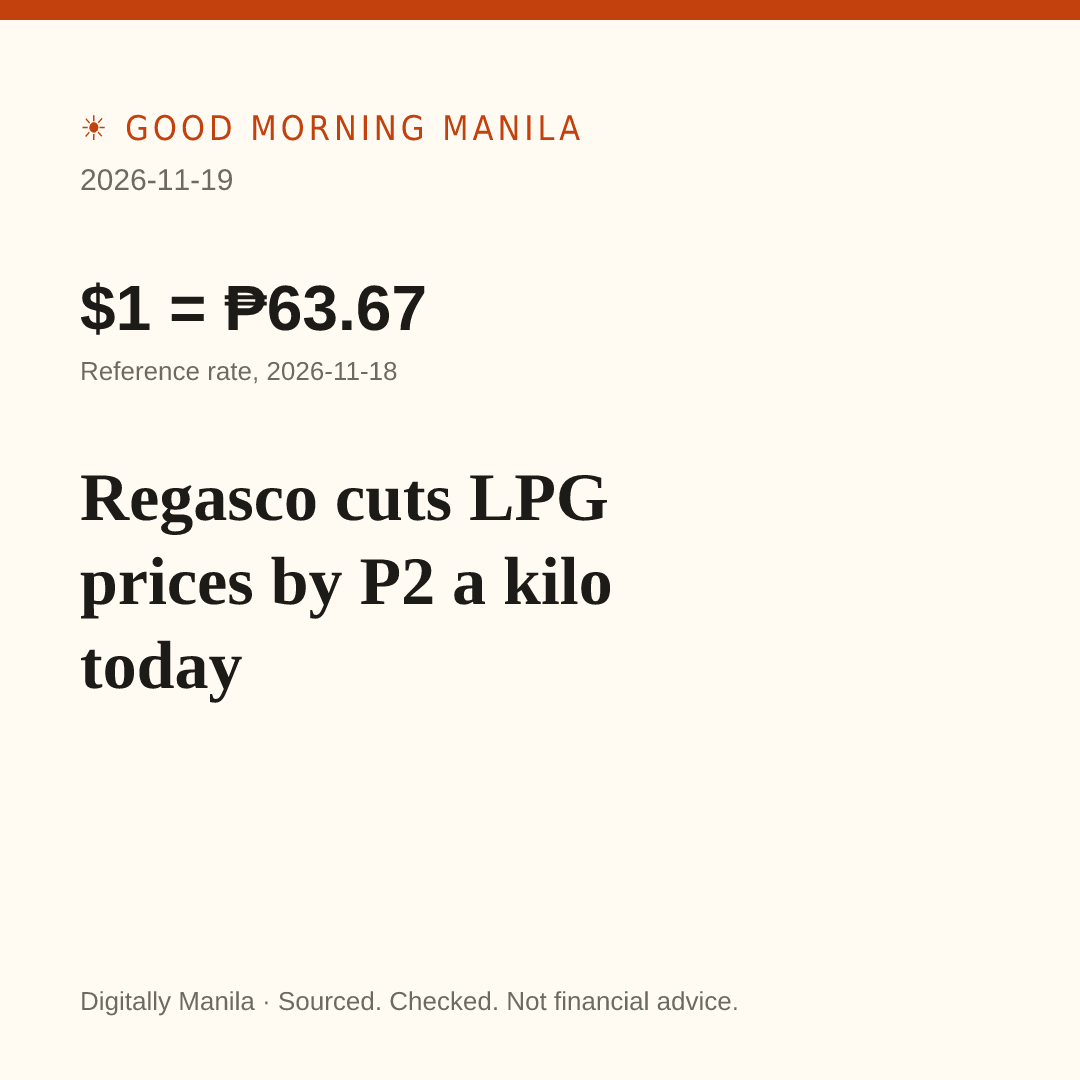 ☀ GOOD MORNING MANILA
2026-11-19
$1 = ₱63.67
Reference rate, 2026-11-18
Regasco cuts LPG
prices by P2 a kilo
today
Digitally Manila · Sourced. Checked. Not financial advice.